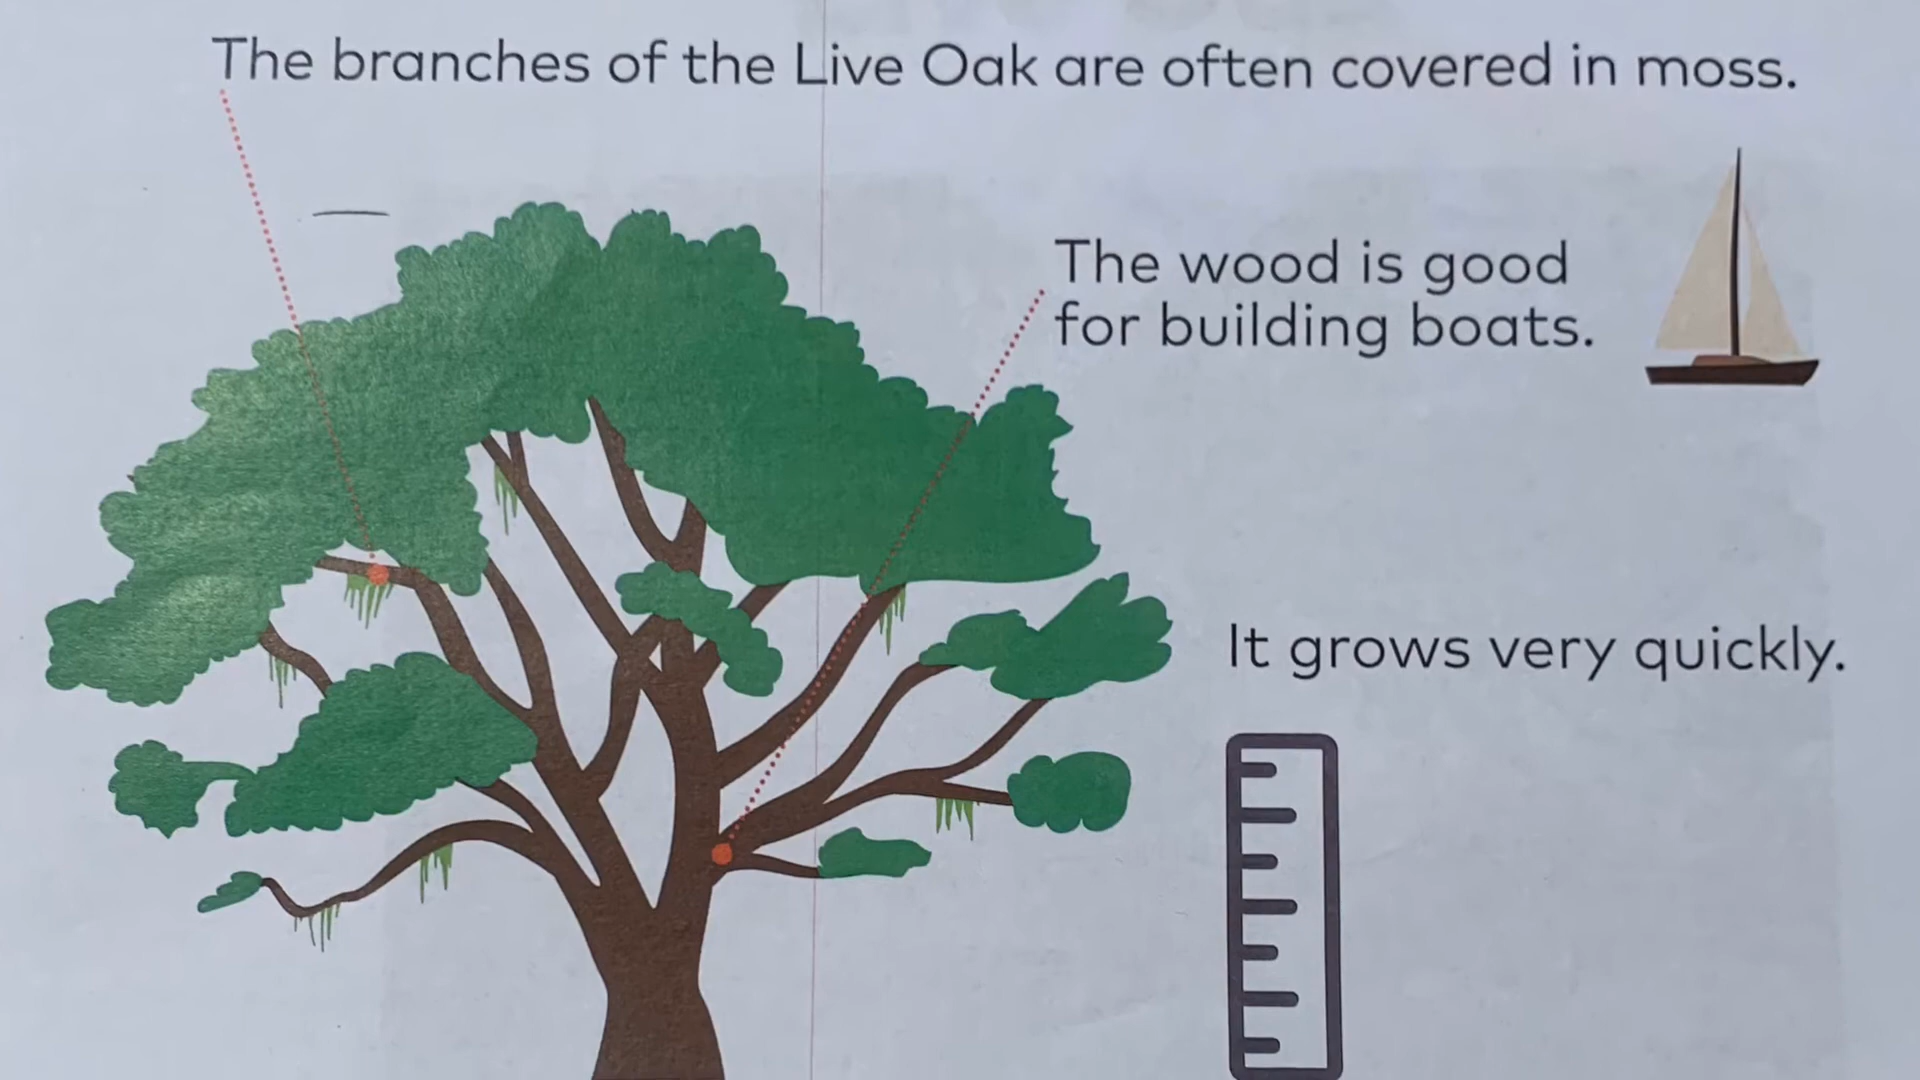 The branches of the Live Oak are often covered in moss.
The wood is good
for building boats.
It grows very quickly.